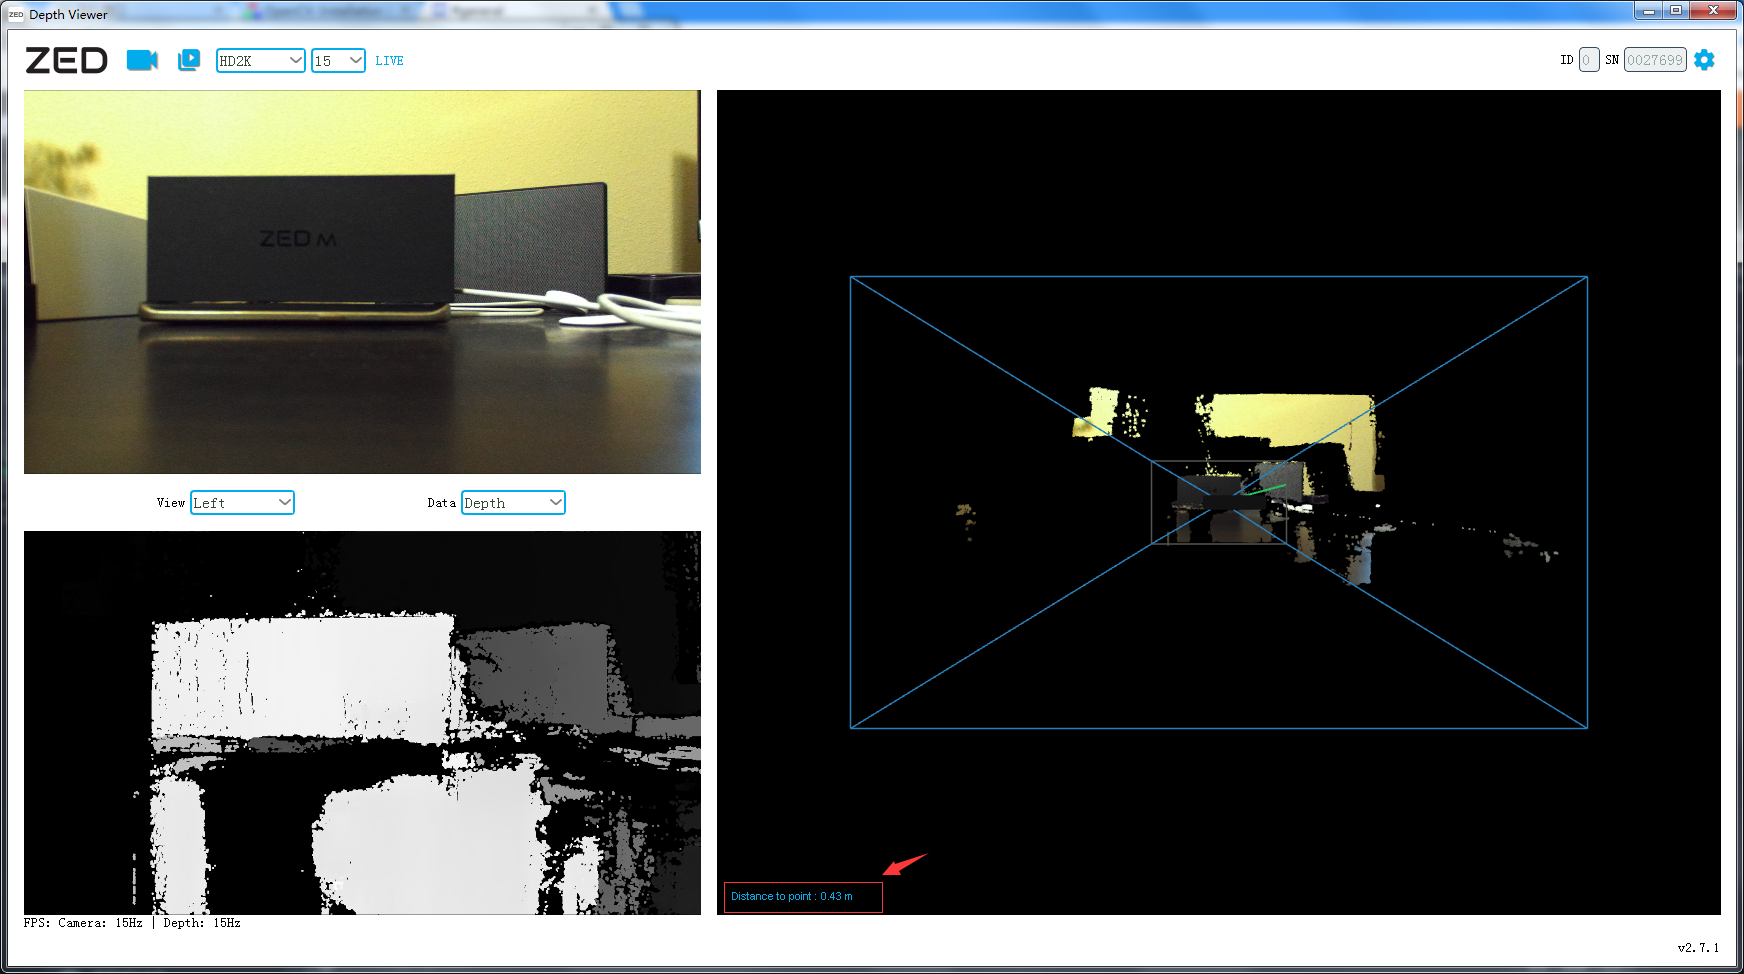 ZED Depth Viewer
ZED HD2K 15 LIVE ID 0 SN 0027699
ZED M
View Left Data Depth
Distance to point : 0.43 m
FPS: Camera: 15Hz | Depth: 15Hz
v2.7.1